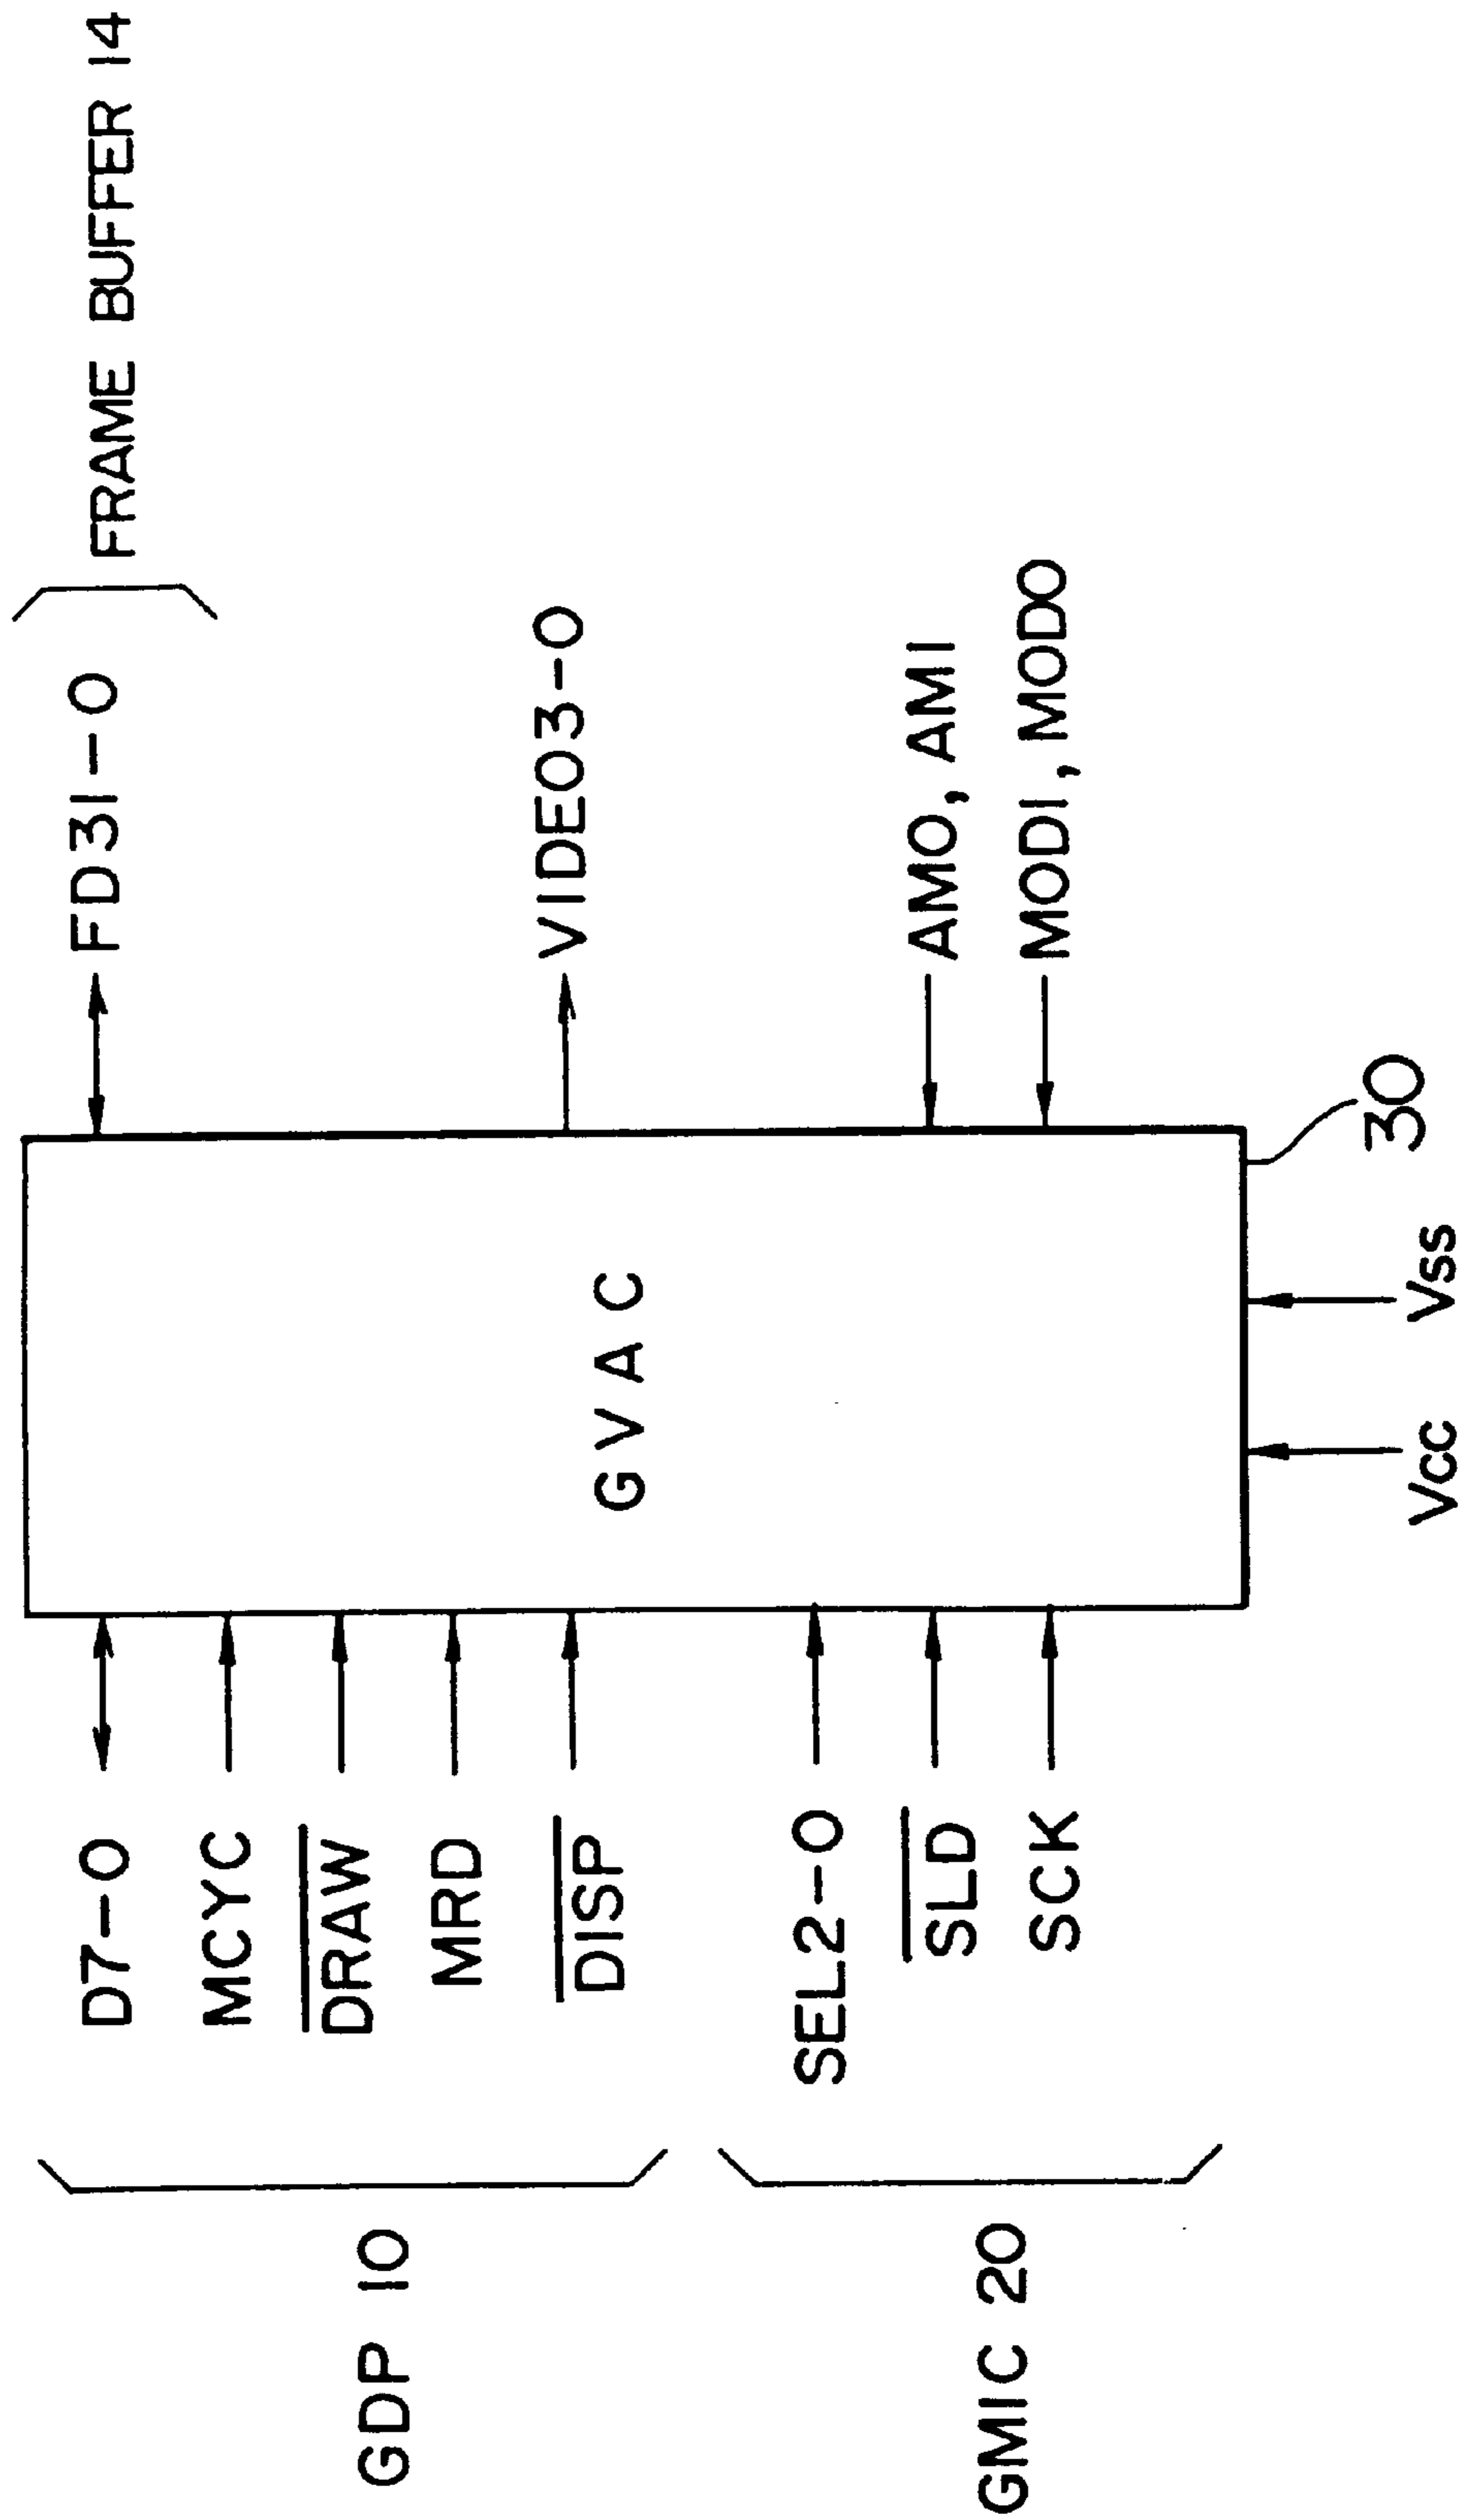 GDP 10
D7-0
MCYC
DRAW
MRD
DISP
GMIC 20
SEL2-0
SLD
SCK
GVAC
FD31-0
FRAME BUFFER 14
VIDEO3-0
AM0, AM1
MOD1, MOD0
Vcc
Vss
30